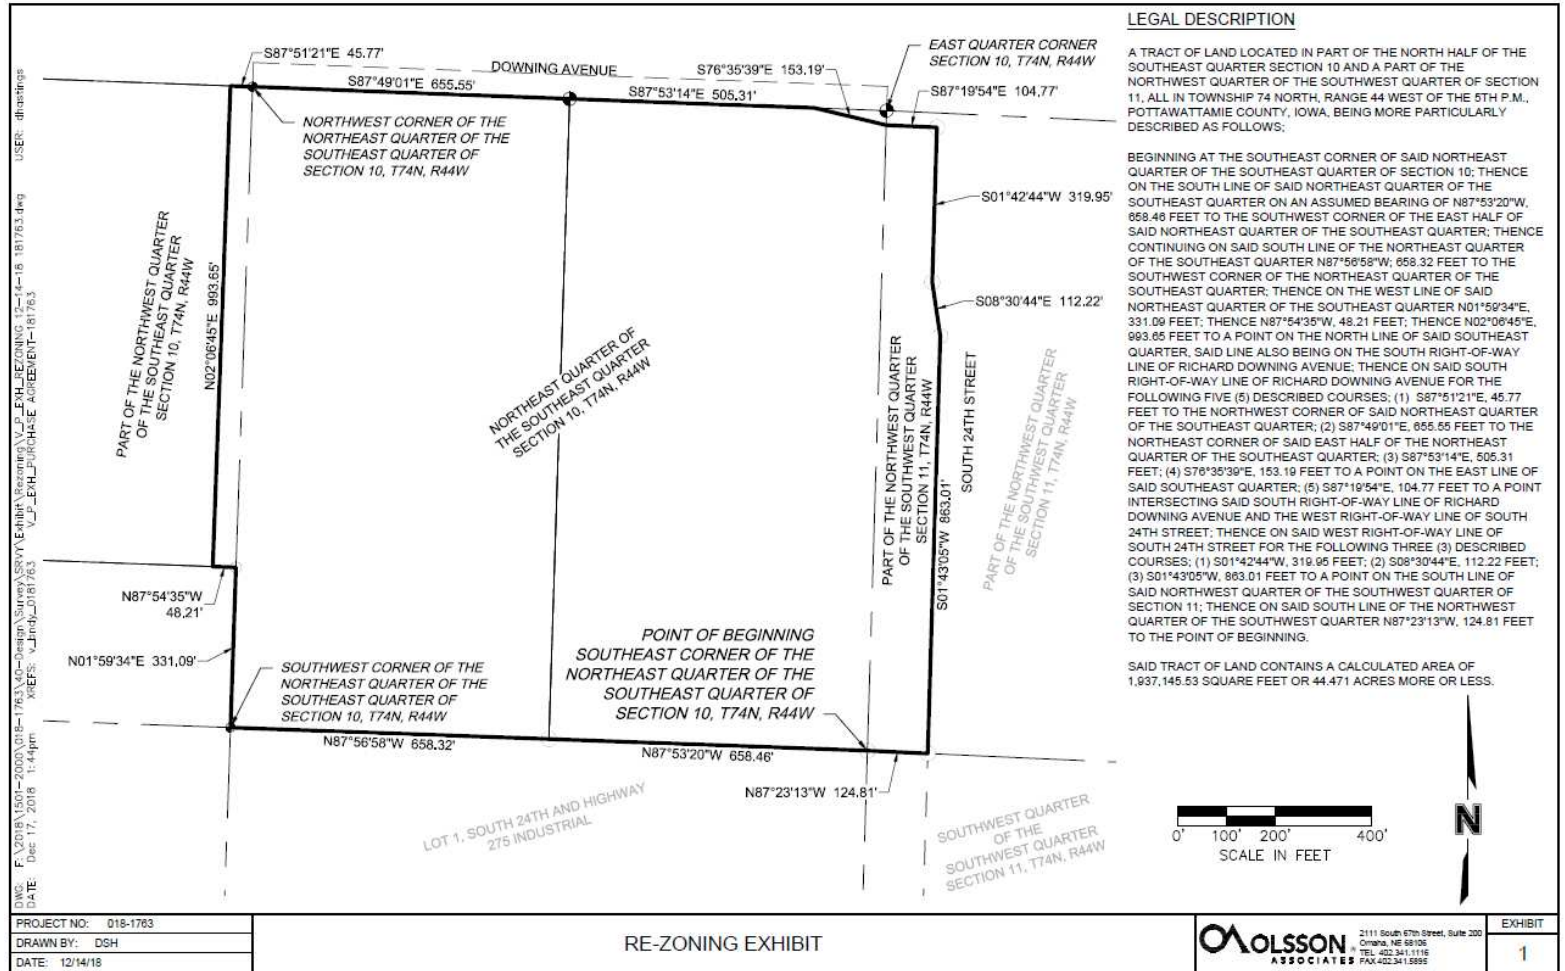 S87°51'21"E 45.77'
DOWNING AVENUE
S87°49'01"E 655.55'
S87°53'14"E 505.31'
S76°35'39"E 153.19'
EAST QUARTER CORNER
SECTION 10, T74N, R44W
S87°19'54"E 104.77'
NORTHWEST CORNER OF THE
NORTHEAST QUARTER OF THE
SOUTHEAST QUARTER OF
SECTION 10, T74N, R44W
S01°42'44"W 319.95'
S08°30'44"E 112.22'
PART OF THE NORTHWEST QUARTER
OF THE SOUTHEAST QUARTER
SECTION 10, T74N, R44W
N02°06'45"E 993.65'
NORTHEAST QUARTER OF
THE SOUTHEAST QUARTER
SECTION 10, T74N, R44W
PART OF THE NORTHWEST QUARTER
OF THE SOUTHWEST QUARTER
SECTION 11, T74N, R44W
S01°43'05"W 863.01'
SOUTH 24TH STREET
PART OF THE NORTHWEST QUARTER
OF THE SOUTHWEST QUARTER
SECTION 11, T74N, R44W
N87°54'35"W
48.21'
N01°59'34"E 331.09'
SOUTHWEST CORNER OF THE
NORTHEAST QUARTER OF THE
SOUTHEAST QUARTER OF
SECTION 10, T74N, R44W
POINT OF BEGINNING
SOUTHEAST CORNER OF THE
NORTHEAST QUARTER OF THE
SOUTHEAST QUARTER OF
SECTION 10, T74N, R44W
N87°56'58"W 658.32'
N87°53'20"W 658.46'
N87°23'13"W 124.81'
LOT 1, SOUTH 24TH AND HIGHWAY
275 INDUSTRIAL
SOUTHWEST QUARTER
OF THE
SOUTHWEST QUARTER
SECTION 11, T74N, R44W
LEGAL DESCRIPTION
A TRACT OF LAND LOCATED IN PART OF THE NORTH HALF OF THE
SOUTHEAST QUARTER SECTION 10 AND A PART OF THE
NORTHWEST QUARTER OF THE SOUTHWEST QUARTER OF SECTION
11, ALL IN TOWNSHIP 74 NORTH, RANGE 44 WEST OF THE 5TH P.M.,
POTTAWATTAMIE COUNTY, IOWA, BEING MORE PARTICULARLY
DESCRIBED AS FOLLOWS;
BEGINNING AT THE SOUTHEAST CORNER OF SAID NORTHEAST
QUARTER OF THE SOUTHEAST QUARTER OF SECTION 10; THENCE
ON THE SOUTH LINE OF SAID NORTHEAST QUARTER OF THE
SOUTHEAST QUARTER ON AN ASSUMED BEARING OF N87°53'20"W,
658.46 FEET TO THE SOUTHWEST CORNER OF THE EAST HALF OF
SAID NORTHEAST QUARTER OF THE SOUTHEAST QUARTER; THENCE
CONTINUING ON SAID SOUTH LINE OF THE NORTHEAST QUARTER
OF THE SOUTHEAST QUARTER N87°56'58"W; 658.32 FEET TO THE
SOUTHWEST CORNER OF THE NORTHEAST QUARTER OF THE
SOUTHEAST QUARTER; THENCE ON THE WEST LINE OF SAID
NORTHEAST QUARTER OF THE SOUTHEAST QUARTER N01°59'34"E,
331.09 FEET; THENCE N87°54'35"W, 48.21 FEET; THENCE N02°06'45"E,
993.65 FEET TO A POINT ON THE NORTH LINE OF SAID SOUTHEAST
QUARTER, SAID LINE ALSO BEING ON THE SOUTH RIGHT-OF-WAY
LINE OF RICHARD DOWNING AVENUE; THENCE ON SAID SOUTH
RIGHT-OF-WAY LINE OF RICHARD DOWNING AVENUE FOR THE
FOLLOWING FIVE (5) DESCRIBED COURSES; (1) S87°51'21"E, 45.77
FEET TO THE NORTHWEST CORNER OF SAID NORTHEAST QUARTER
OF THE SOUTHEAST QUARTER; (2) S87°49'01"E, 655.55 FEET TO THE
NORTHEAST CORNER OF SAID EAST HALF OF THE NORTHEAST
QUARTER OF THE SOUTHEAST QUARTER; (3) S87°53'14"E, 505.31
FEET; (4) S76°35'39"E, 153.19 FEET TO A POINT ON THE EAST LINE OF
SAID SOUTHEAST QUARTER; (5) S87°19'54"E, 104.77 FEET TO A POINT
INTERSECTING SAID SOUTH RIGHT-OF-WAY LINE OF RICHARD
DOWNING AVENUE AND THE WEST RIGHT-OF-WAY LINE OF SOUTH
24TH STREET; THENCE ON SAID WEST RIGHT-OF-WAY LINE OF
SOUTH 24TH STREET FOR THE FOLLOWING THREE (3) DESCRIBED
COURSES; (1) S01°42'44"W, 319.95 FEET; (2) S08°30'44"E, 112.22 FEET;
(3) S01°43'05"W, 863.01 FEET TO A POINT ON THE SOUTH LINE OF
SAID NORTHWEST QUARTER OF THE SOUTHWEST QUARTER OF
SECTION 11; THENCE ON SAID SOUTH LINE OF THE NORTHWEST
QUARTER OF THE SOUTHWEST QUARTER N87°23'13"W, 124.81 FEET
TO THE POINT OF BEGINNING.
SAID TRACT OF LAND CONTAINS A CALCULATED AREA OF
1,937,145.53 SQUARE FEET OR 44.471 ACRES MORE OR LESS.
N
0' 100' 200' 400'
SCALE IN FEET
DWG: F:\2018\1501-2000\018-1763\40-Design\Survey\SRVY\Exhibit\Rezoning\V_P_EXH_REZONING_12-14-18_181763.dwg USER: dhastings
DATE: Dec 17, 2018 1:44pm XREFS: v_bndy_0181763 V_P_EXH_PURCHASE AGREEMENT-181763
PROJECT NO: 018-1763
DRAWN BY: DSH
DATE: 12/14/18
RE-ZONING EXHIBIT
OLSSON
ASSOCIATES
2111 South 67th Street, Suite 200
Omaha, NE 68106
TEL 402.341.1116
FAX 402.341.5895
EXHIBIT
1